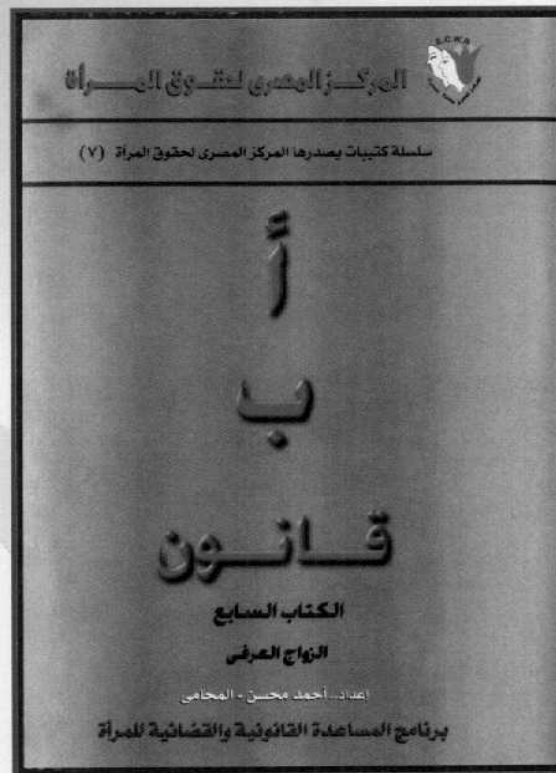 E.C.W.R
المركز المصرى لحقوق المرأة
سلسلة كتيبات يصدرها المركز المصرى لحقوق المرأة (٧)
أ
ب
قانون
الكتاب السابع
الزواج العرفى
إعداد.. أحمد محسن - المحامى
برنامج المساعدة القانونية والقضائية للمرأة